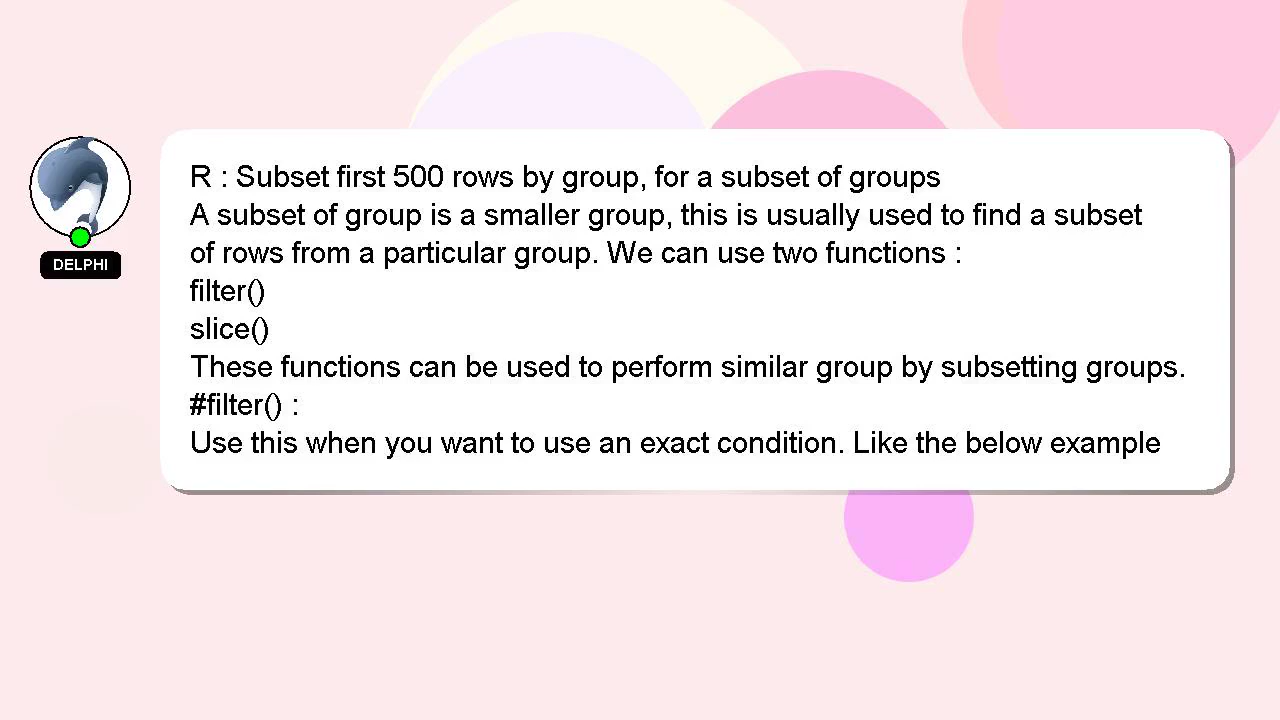 R : Subset first 500 rows by group, for a subset of groups
A subset of group is a smaller group, this is usually used to find a subset
of rows from a particular group. We can use two functions :
filter()
slice()
These functions can be used to perform similar group by subsetting groups.
#filter() :
Use this when you want to use an exact condition. Like the below example
DELPHI